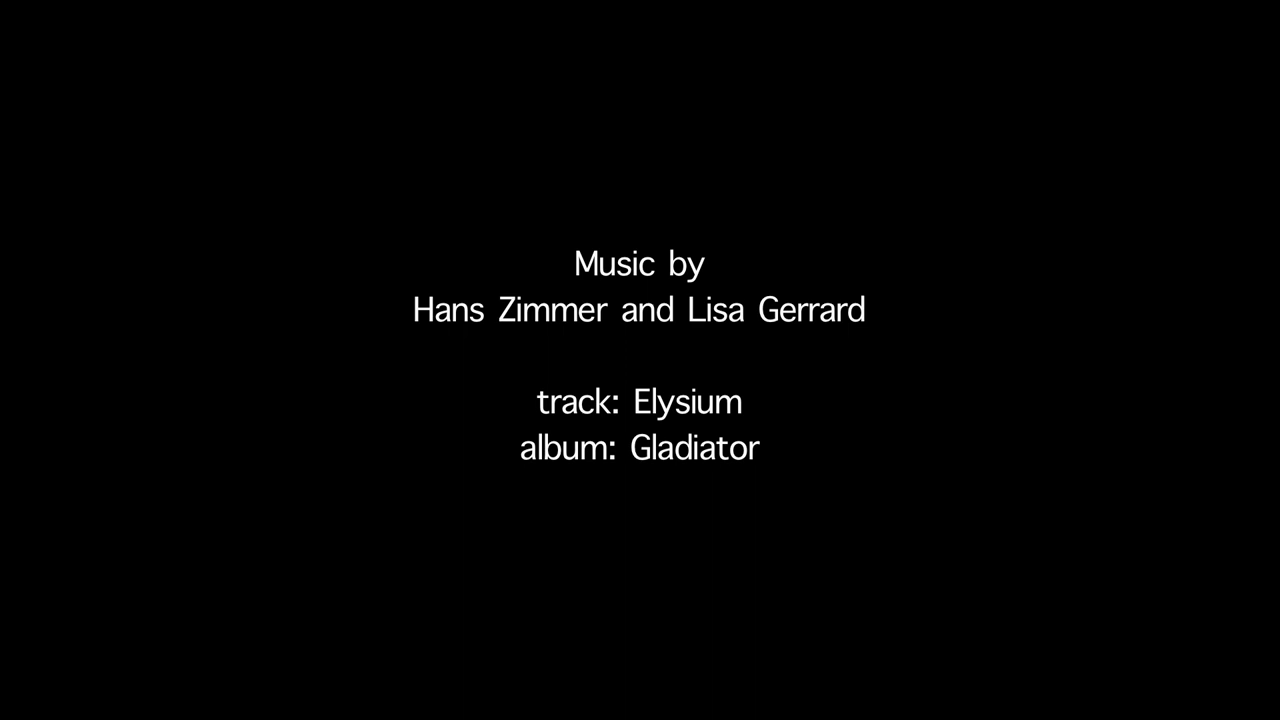 Music by
Hans Zimmer and Lisa Gerrard
track: Elysium
album: Gladiator